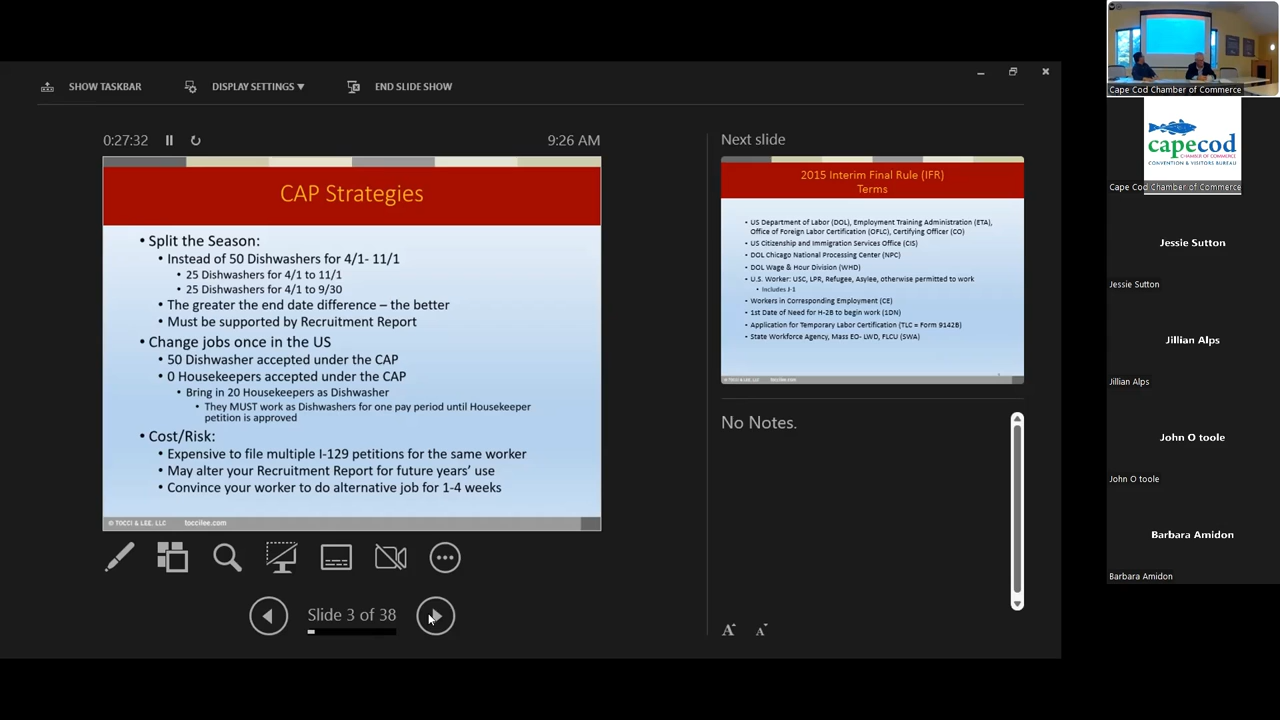 SHOW TASKBAR
DISPLAY SETTINGS
END SLIDE SHOW
0:27:32
9:26 AM
CAP Strategies
• Split the Season:
• Instead of 50 Dishwashers for 4/1- 11/1
• 25 Dishwashers for 4/1 to 11/1
• 25 Dishwashers for 4/1 to 9/30
• The greater the end date difference – the better
• Must be supported by Recruitment Report
• Change jobs once in the US
• 50 Dishwasher accepted under the CAP
• 0 Housekeepers accepted under the CAP
• Bring in 20 Housekeepers as Dishwasher
• They MUST work as Dishwashers for one pay period until Housekeeper
petition is approved
• Cost/Risk:
• Expensive to file multiple I-129 petitions for the same worker
• May alter your Recruitment Report for future years' use
• Convince your worker to do alternative job for 1-4 weeks
© TOCCI & LEE, LLC toccilee.com
Slide 3 of 38
Next slide
2015 Interim Final Rule (IFR)
Terms
• US Department of Labor (DOL), Employment Training Administration (ETA),
Office of Foreign Labor Certification (OFLC), Certifying Officer (CO)
• US Citizenship and Immigration Services Office (CIS)
• DOL Chicago National Processing Center (NPC)
• DOL Wage & Hour Division (WHD)
• U.S. Worker: USC, LPR, Refugee, Asylee, otherwise permitted to work
• Includes J-1
• Workers in Corresponding Employment (CE)
• 1st Date of Need for H-2B to begin work (1DN)
• Application for Temporary Labor Certification (TLC = Form 9142B)
• State Workforce Agency, Mass EO- LWD, FLCU (SWA)
No Notes.
A A
Cape Cod Chamber of Commerce
capecod
CHAMBER OF COMMERCE
CONVENTION & VISITORS BUREAU
Cape Cod Chamber of Commerce
Jessie Sutton
Jessie Sutton
Jillian Alps
Jillian Alps
John O toole
John O toole
Barbara Amidon
Barbara Amidon